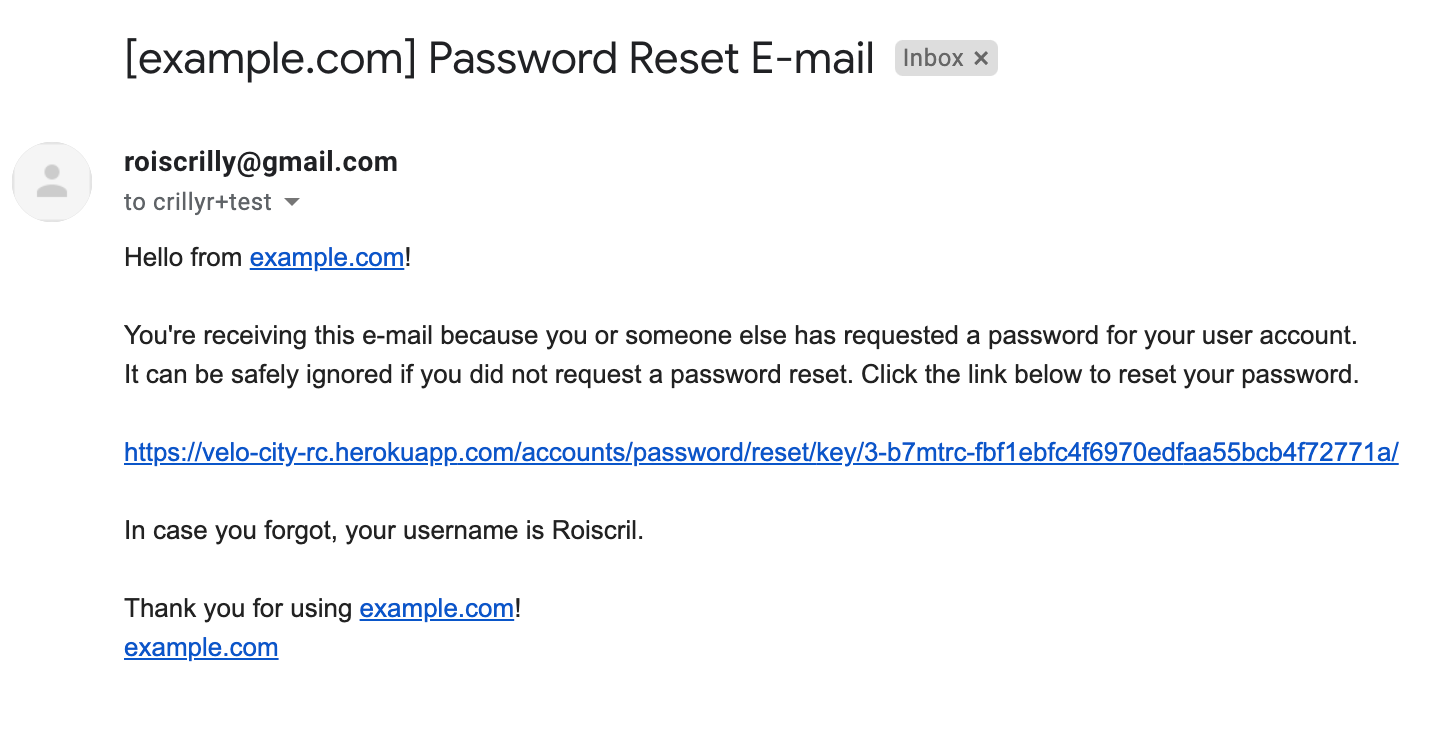 [example.com] Password Reset E-mail Inbox ×
roiscrilly@gmail.com
to crillyr+test
Hello from example.com!
You're receiving this e-mail because you or someone else has requested a password for your user account.
It can be safely ignored if you did not request a password reset. Click the link below to reset your password.
https://velo-city-rc.herokuapp.com/accounts/password/reset/key/3-b7mtrc-fbf1ebfc4f6970edfaa55bcb4f72771a/
In case you forgot, your username is Roiscril.
Thank you for using example.com!
example.com